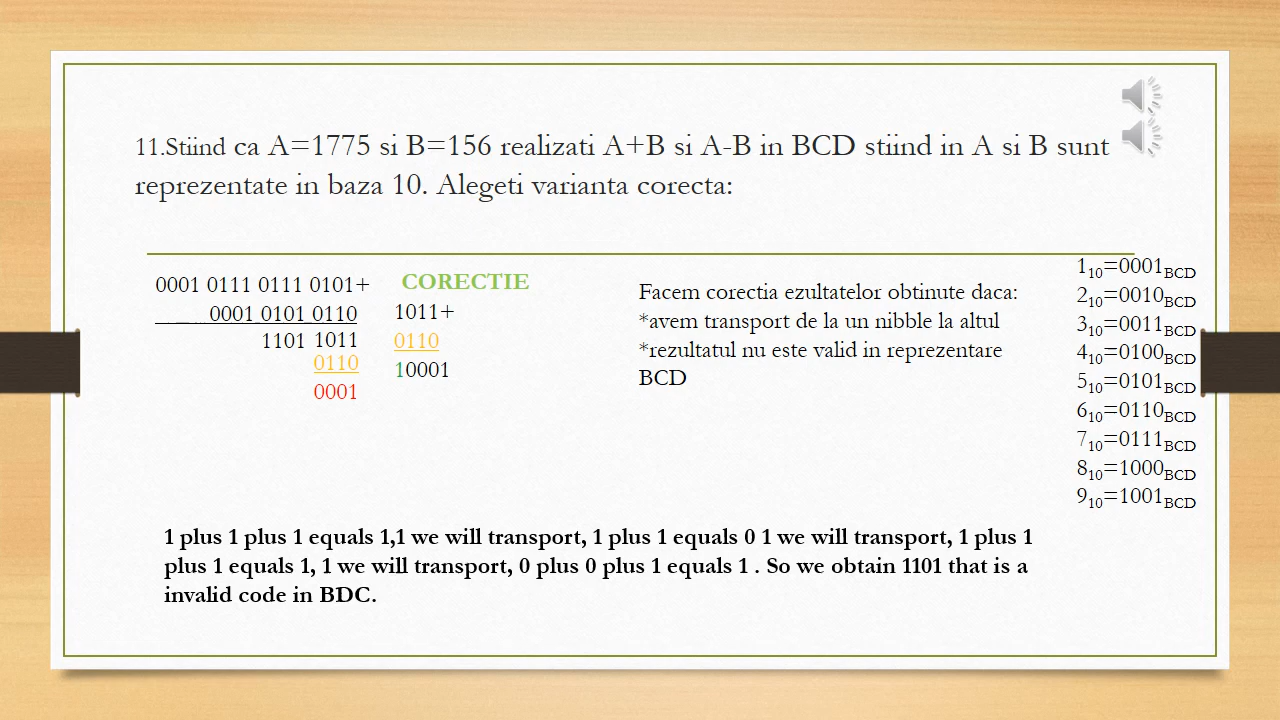 11.Stiind ca A=1775 si B=156 realizati A+B si A-B in BCD stiind in A si B sunt
reprezentate in baza 10. Alegeti varianta corecta:
0001 0111 0111 0101+
0001 0101 0110
1101 1011
0110
0001
CORECTIE
1011+
0110
10001
Facem corectia ezultatelor obtinute daca:
*avem transport de la un nibble la altul
*rezultatul nu este valid in reprezentare
BCD
1₁₀=0001BCD
2₁₀=0010BCD
3₁₀=0011BCD
4₁₀=0100BCD
5₁₀=0101BCD
6₁₀=0110BCD
7₁₀=0111BCD
8₁₀=1000BCD
9₁₀=1001BCD
1 plus 1 plus 1 equals 1,1 we will transport, 1 plus 1 equals 0 1 we will transport, 1 plus 1
plus 1 equals 1, 1 we will transport, 0 plus 0 plus 1 equals 1 . So we obtain 1101 that is a
invalid code in BDC.